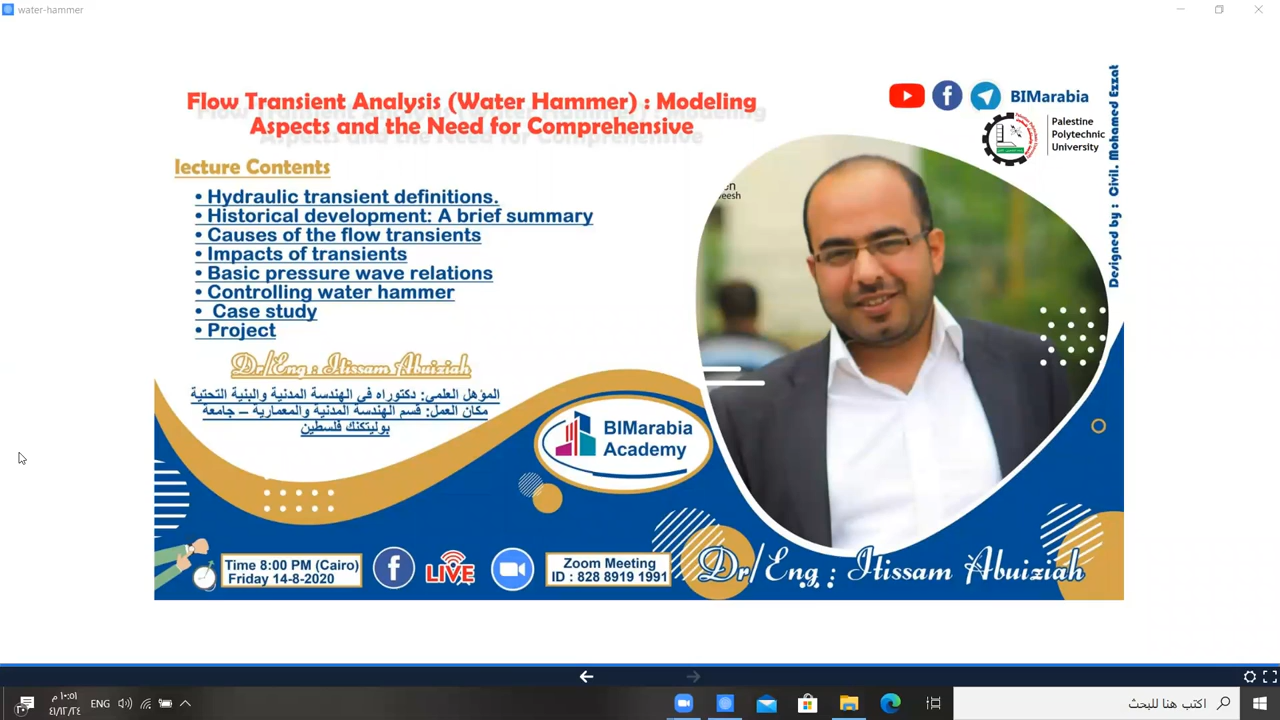 water-hammer
Flow Transient Analysis (Water Hammer) : Modeling
Aspects and the Need for Comprehensive
lecture Contents
• Hydraulic transient definitions.
• Historical development: A brief summary
• Causes of the flow transients
• Impacts of transients
• Basic pressure wave relations
• Controlling water hammer
• Case study
• Project
Dr/Eng : Itissam Abuiziah
المؤهل العلمى: دكتوراه فى الهندسة المدنية والبنية التحتية
مكان العمل: قسم الهندسة المدنية والمعمارية – جامعة
بوليتكنك فلسطين
BIMarabia
Palestine
Polytechnic
University
Designed by : Civil. Mohamed Ezzat
BIMarabia
Academy
Time 8:00 PM (Cairo)
Friday 14-8-2020
LIVE
Zoom Meeting
ID : 828 8919 1991
Dr/Eng : Itissam Abuiziah
١٠:٥١ م
ENG
اكتب هنا للبحث